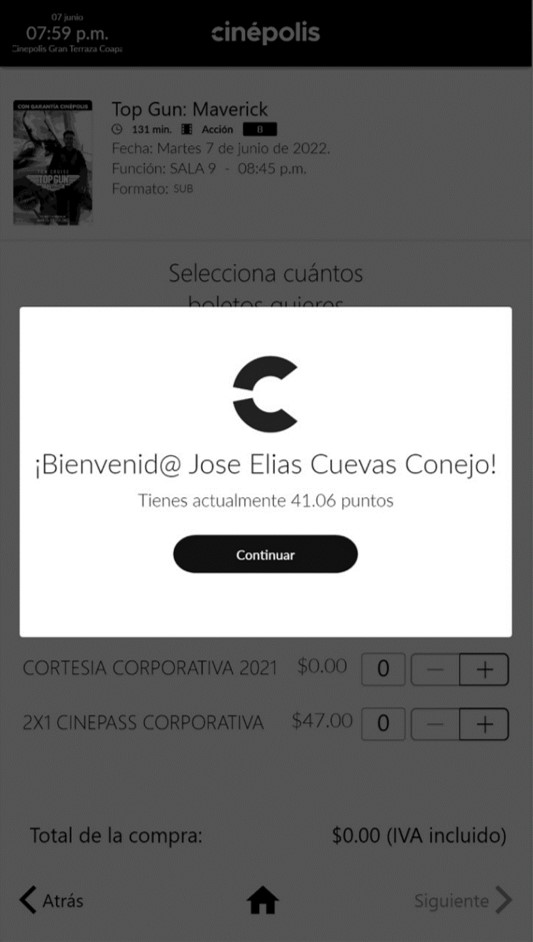 07 junio
07:59 p.m.
Cinepolis Gran Terraza Coapa
cinépolis
CON GARANTÍA CINÉPOLIS
TOM CRUISE
TOP GUN
Top Gun: Maverick
131 min. Acción B
Fecha: Martes 7 de junio de 2022.
Función: SALA 9 - 08:45 p.m.
Formato: SUB
Selecciona cuántos
boletos quieres
¡Bienvenid@ Jose Elias Cuevas Conejo!
Tienes actualmente 41.06 puntos
Continuar
CORTESIA CORPORATIVA 2021 $0.00 0 — +
2X1 CINEPASS CORPORATIVA $47.00 0 — +
Total de la compra: $0.00 (IVA incluido)
Atrás
Siguiente